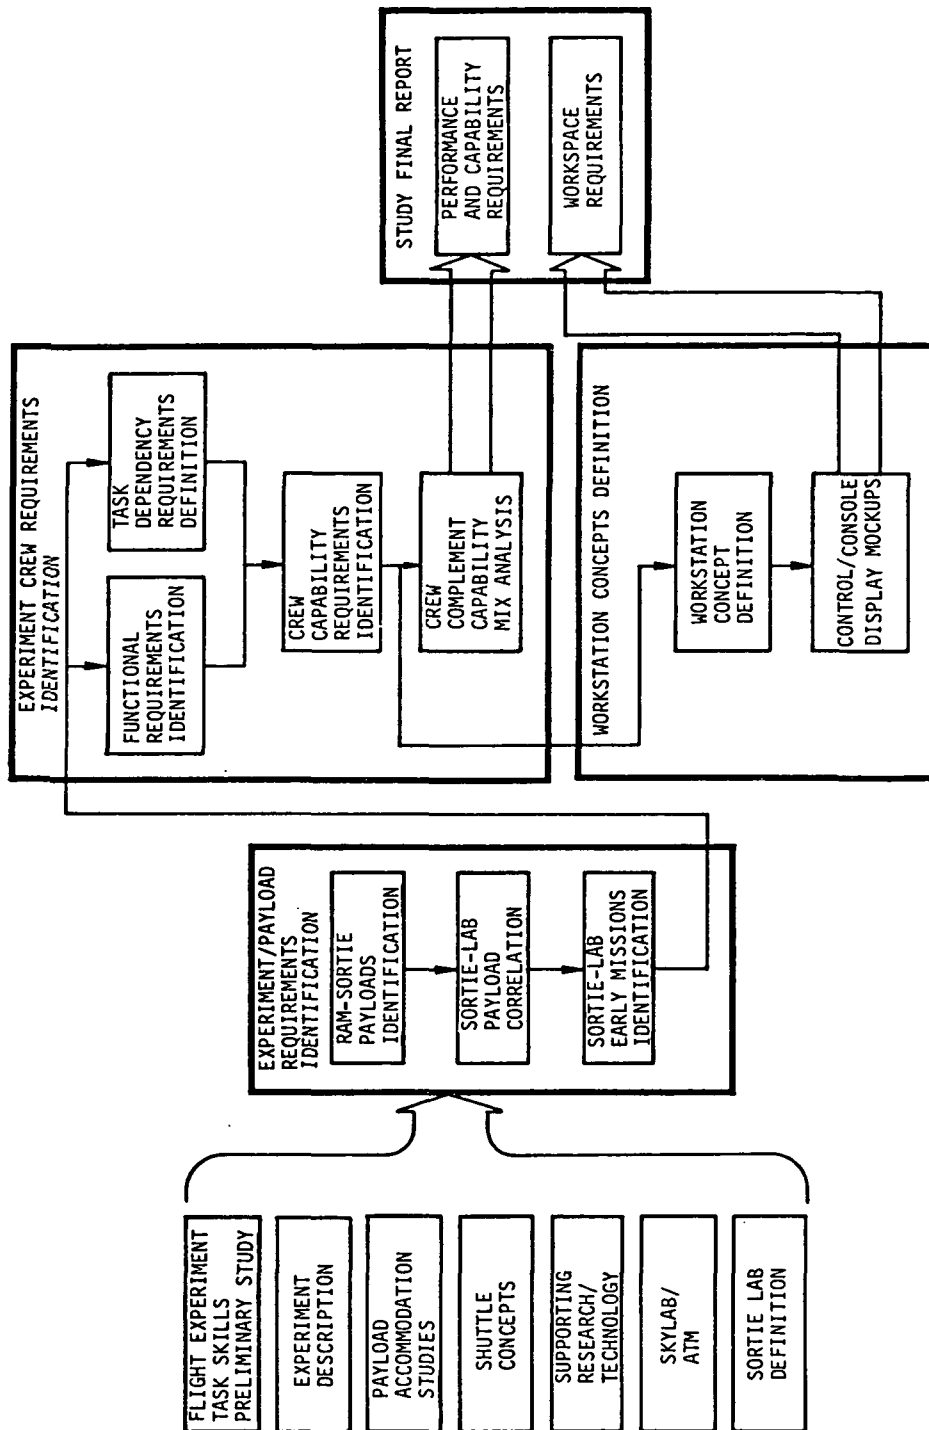 FLIGHT EXPERIMENT
TASK SKILLS
PRELIMINARY STUDY
EXPERIMENT
DESCRIPTION
PAYLOAD
ACCOMMODATION
STUDIES
SHUTTLE
CONCEPTS
SUPPORTING
RESEARCH/
TECHNOLOGY
SKYLAB/
ATM
SORTIE LAB
DEFINITION
EXPERIMENT/PAYLOAD
REQUIREMENTS
IDENTIFICATION
RAM-SORTIE
PAYLOADS
IDENTIFICATION
SORTIE-LAB
PAYLOAD
CORRELATION
SORTIE-LAB
EARLY MISSIONS
IDENTIFICATION
EXPERIMENT CREW REQUIREMENTS
IDENTIFICATION
FUNCTIONAL
REQUIREMENTS
IDENTIFICATION
TASK
DEPENDENCY
REQUIREMENTS
DEFINITION
CREW
CAPABILITY
REQUIREMENTS
IDENTIFICATION
CREW
COMPLEMENT
CAPABILITY
MIX ANALYSIS
WORKSTATION CONCEPTS DEFINITION
WORKSTATION
CONCEPT
DEFINITION
CONTROL/CONSOLE
DISPLAY MOCKUPS
STUDY FINAL REPORT
PERFORMANCE
AND CAPABILITY
REQUIREMENTS
WORKSPACE
REQUIREMENTS